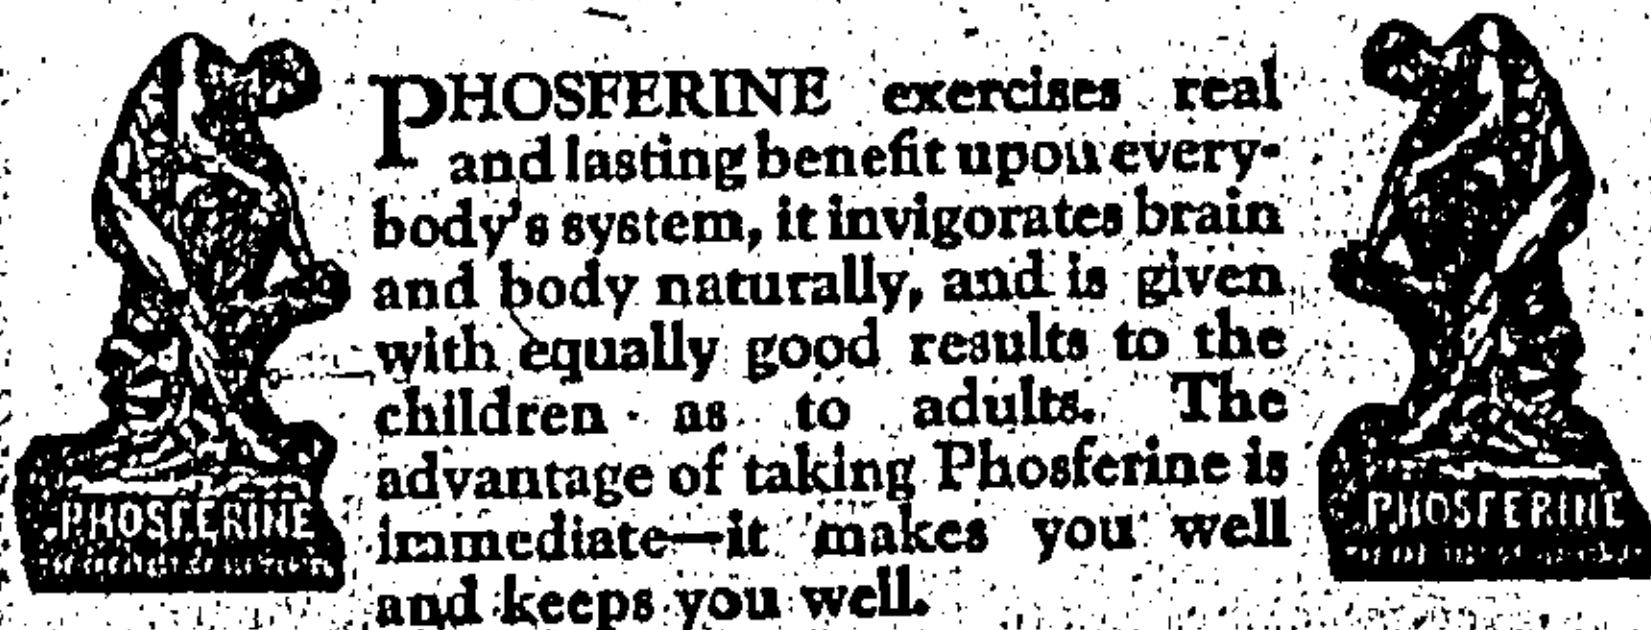 PHOSFERINE exercises real
and lasting benefit upon every-
body's system, it invigorates brain
and body naturally, and is given
with equally good results to the
children as to adults. The
advantage of taking Phosferine is
immediate—it makes you well
and keeps you well.
PHOSFERINE
PHOSFERINE